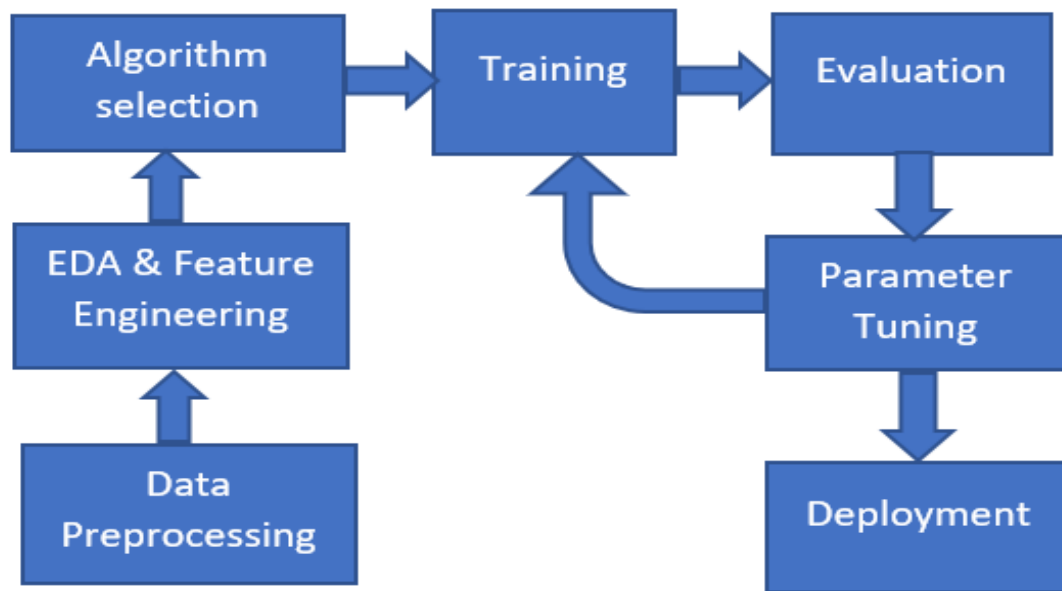 Algorithm
selection
Training
Evaluation
EDA & Feature
Engineering
Parameter
Tuning
Data
Preprocessing
Deployment